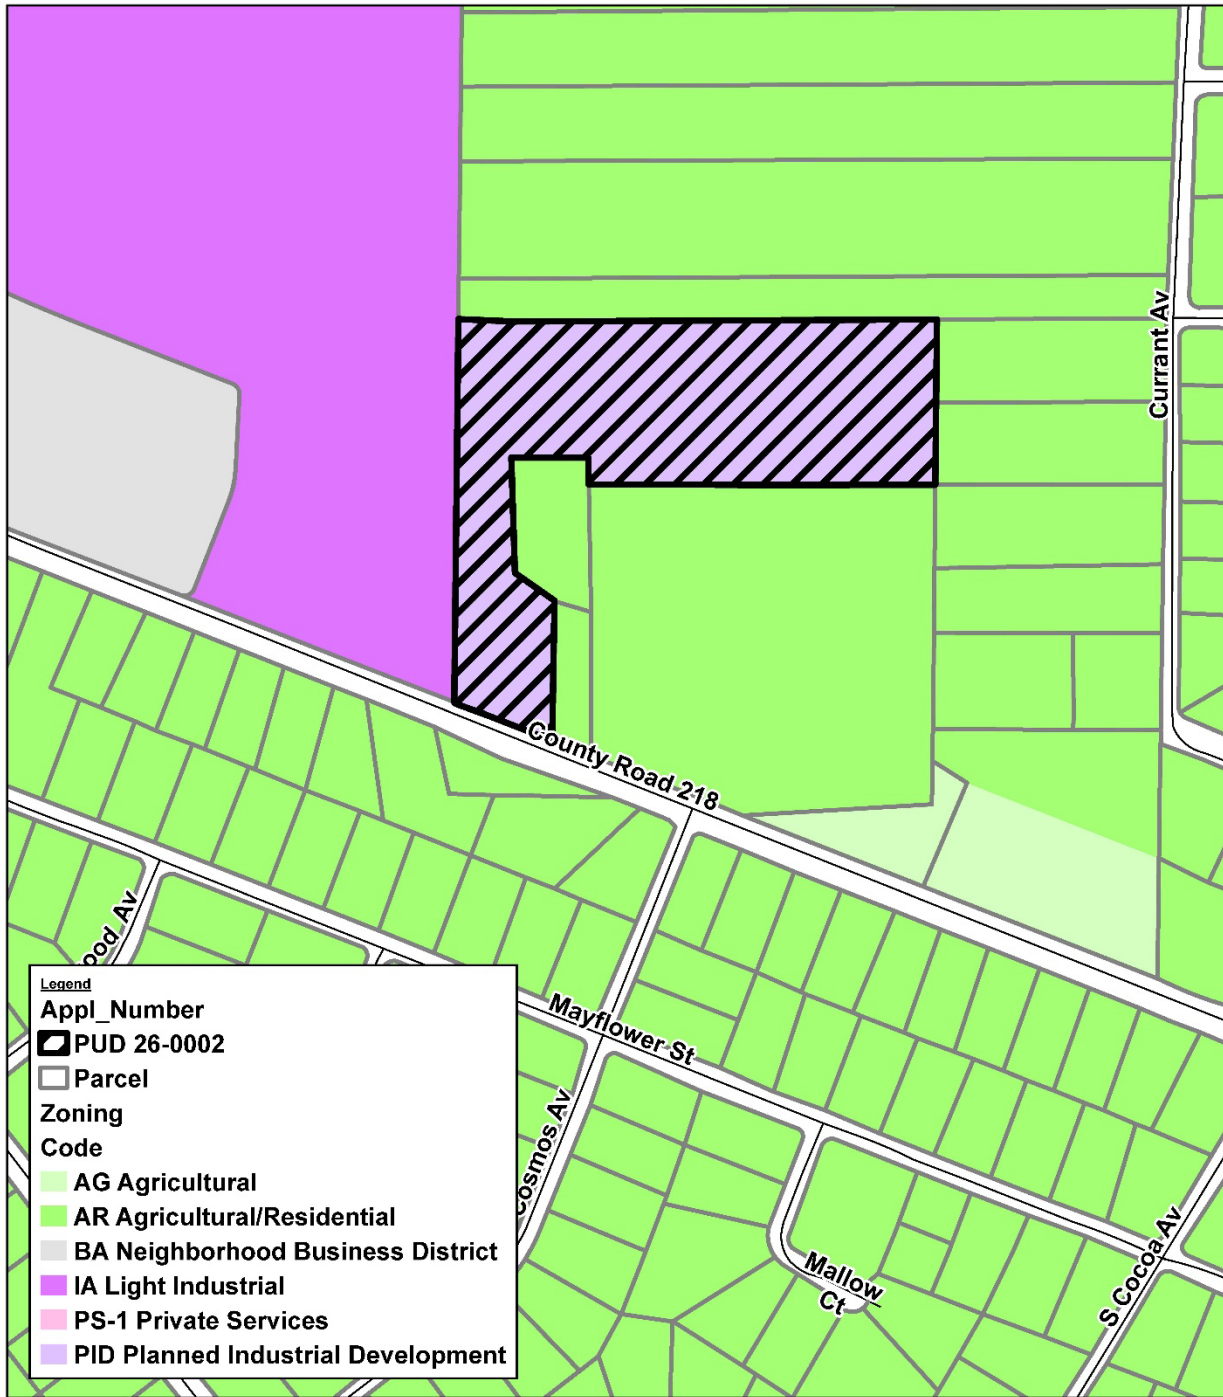 Currant Av
County Road 218
ood Av
Mayflower St
Cosmos Av
Mallow
Ct
S Cocoa Av
Legend
Appl_Number
PUD 26-0002
Parcel
Zoning
Code
AG Agricultural
AR Agricultural/Residential
BA Neighborhood Business District
IA Light Industrial
PS-1 Private Services
PID Planned Industrial Development